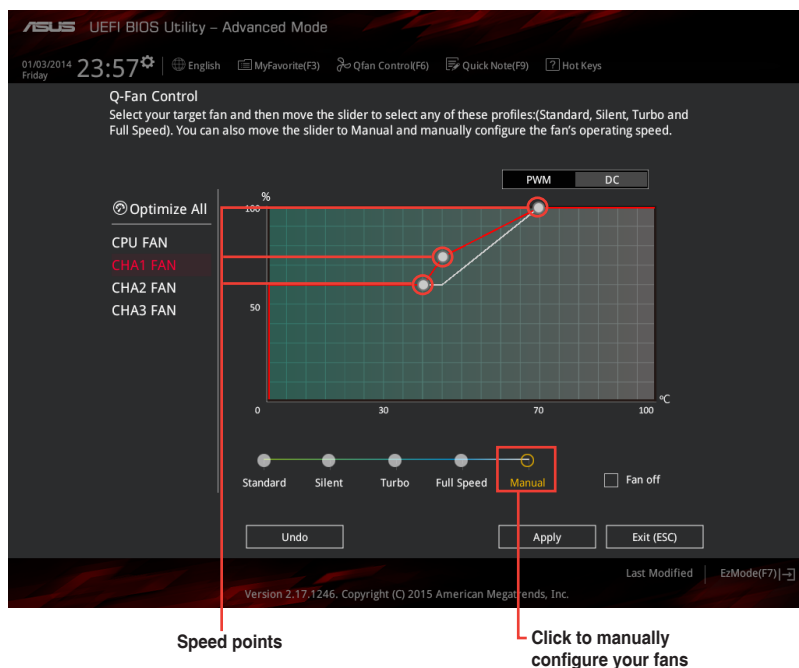 ASUS UEFI BIOS Utility – Advanced Mode
01/03/2014 Friday 23:57 English MyFavorite(F3) Qfan Control(F6) Quick Note(F9) ? Hot Keys
Q-Fan Control
Select your target fan and then move the slider to select any of these profiles:(Standard, Silent, Turbo and
Full Speed). You can also move the slider to Manual and manually configure the fan's operating speed.
PWM DC
%
Optimize All
100
CPU FAN
CHA1 FAN
CHA2 FAN
CHA3 FAN
50
ºC
0 30 70 100
Standard Silent Turbo Full Speed Manual
Fan off
Undo Apply Exit (ESC)
Last Modified EzMode(F7)
Version 2.17.1246. Copyright (C) 2015 American Megatrends, Inc.
Speed points
Click to manually
configure your fans